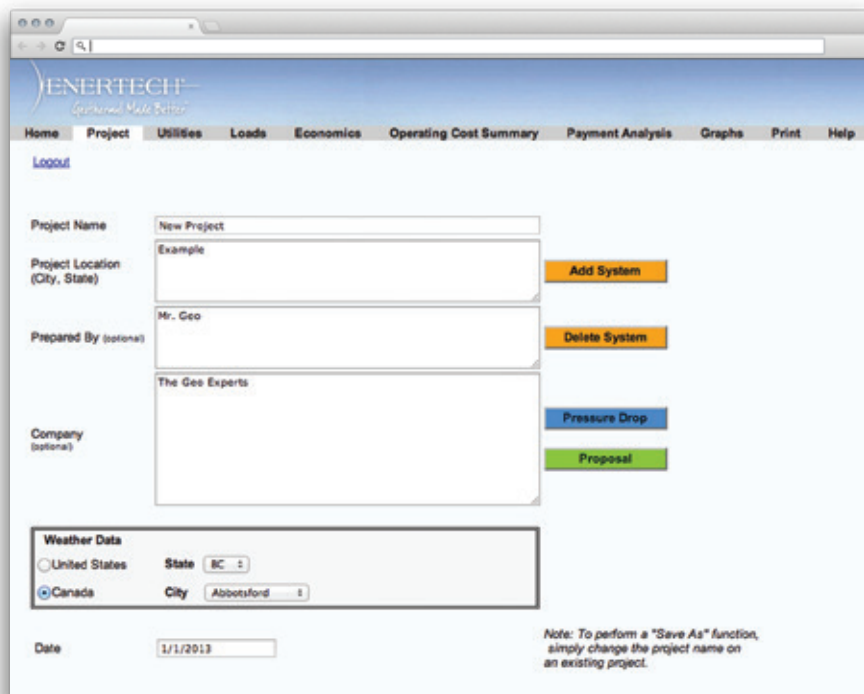 ENERTECH
Geothermal Made Better
Home Project Utilities Loads Economics Operating Cost Summary Payment Analysis Graphs Print Help
Logout
Project Name
New Project
Project Location
(City, State)
Example
Add System
Prepared By (optional)
Mr. Geo
Delete System
Company
(optional)
The Geo Experts
Pressure Drop
Proposal
Weather Data
United States
State BC
Canada
City Abbotsford
Date
1/1/2013
Note: To perform a "Save As" function,
simply change the project name on
an existing project.